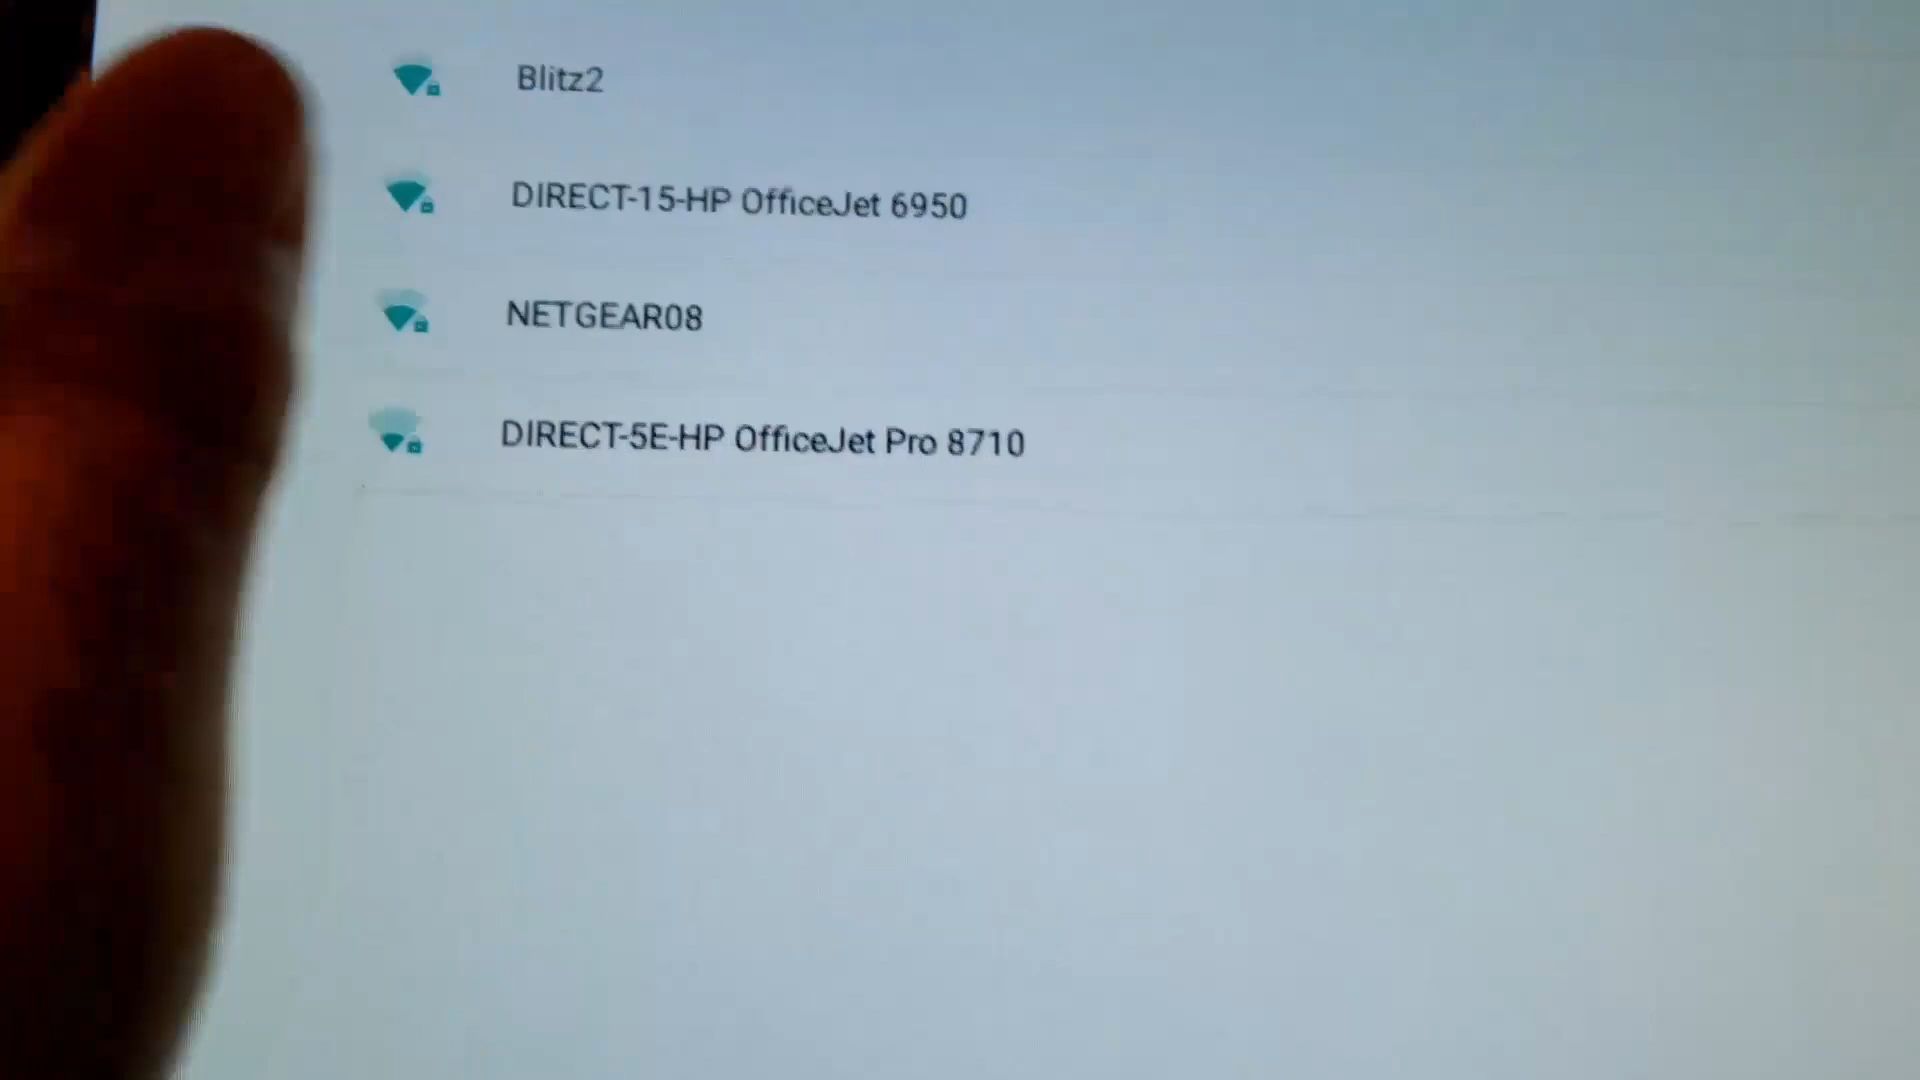 Blitz2
DIRECT-15-HP OfficeJet 6950
NETGEAR08
DIRECT-5E-HP OfficeJet Pro 8710